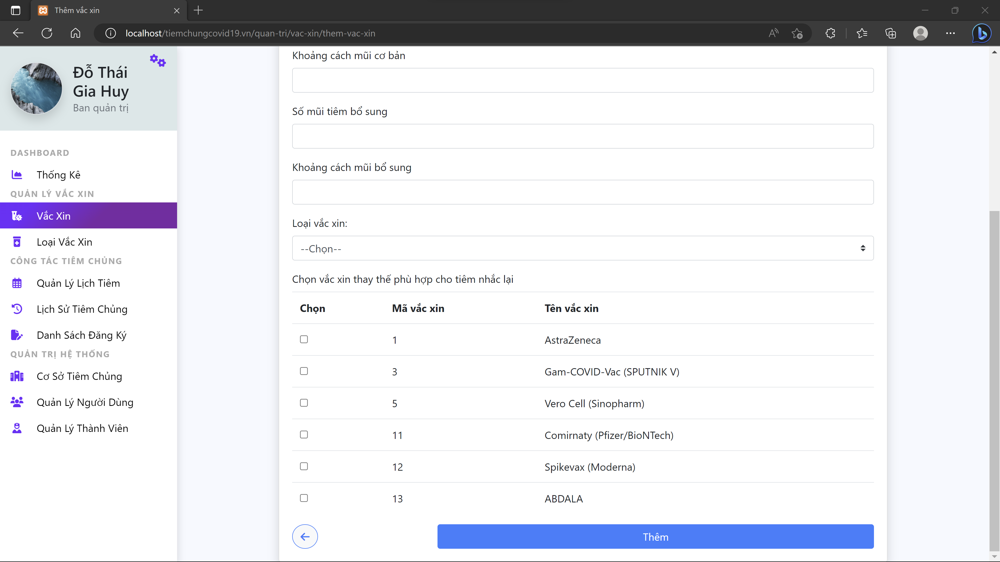 Thêm vắc xin
localhost/tiemchungcovid19.vn/quan-tri/vac-xin/them-vac-xin
Đỗ Thái
Gia Huy
Ban quản trị
DASHBOARD
Thống Kê
QUẢN LÝ VẮC XIN
Vắc Xin
Loại Vắc Xin
CÔNG TÁC TIÊM CHỦNG
Quản Lý Lịch Tiêm
Lịch Sử Tiêm Chủng
Danh Sách Đăng Ký
QUẢN TRỊ HỆ THỐNG
Cơ Sở Tiêm Chủng
Quản Lý Người Dùng
Quản Lý Thành Viên
Khoảng cách mũi cơ bản
Số mũi tiêm bổ sung
Khoảng cách mũi bổ sung
Loại vắc xin:
--Chọn--
Chọn vắc xin thay thế phù hợp cho tiêm nhắc lại
Chọn Mã vắc xin Tên vắc xin
1 AstraZeneca
3 Gam-COVID-Vac (SPUTNIK V)
5 Vero Cell (Sinopharm)
11 Comirnaty (Pfizer/BioNTech)
12 Spikevax (Moderna)
13 ABDALA
Thêm